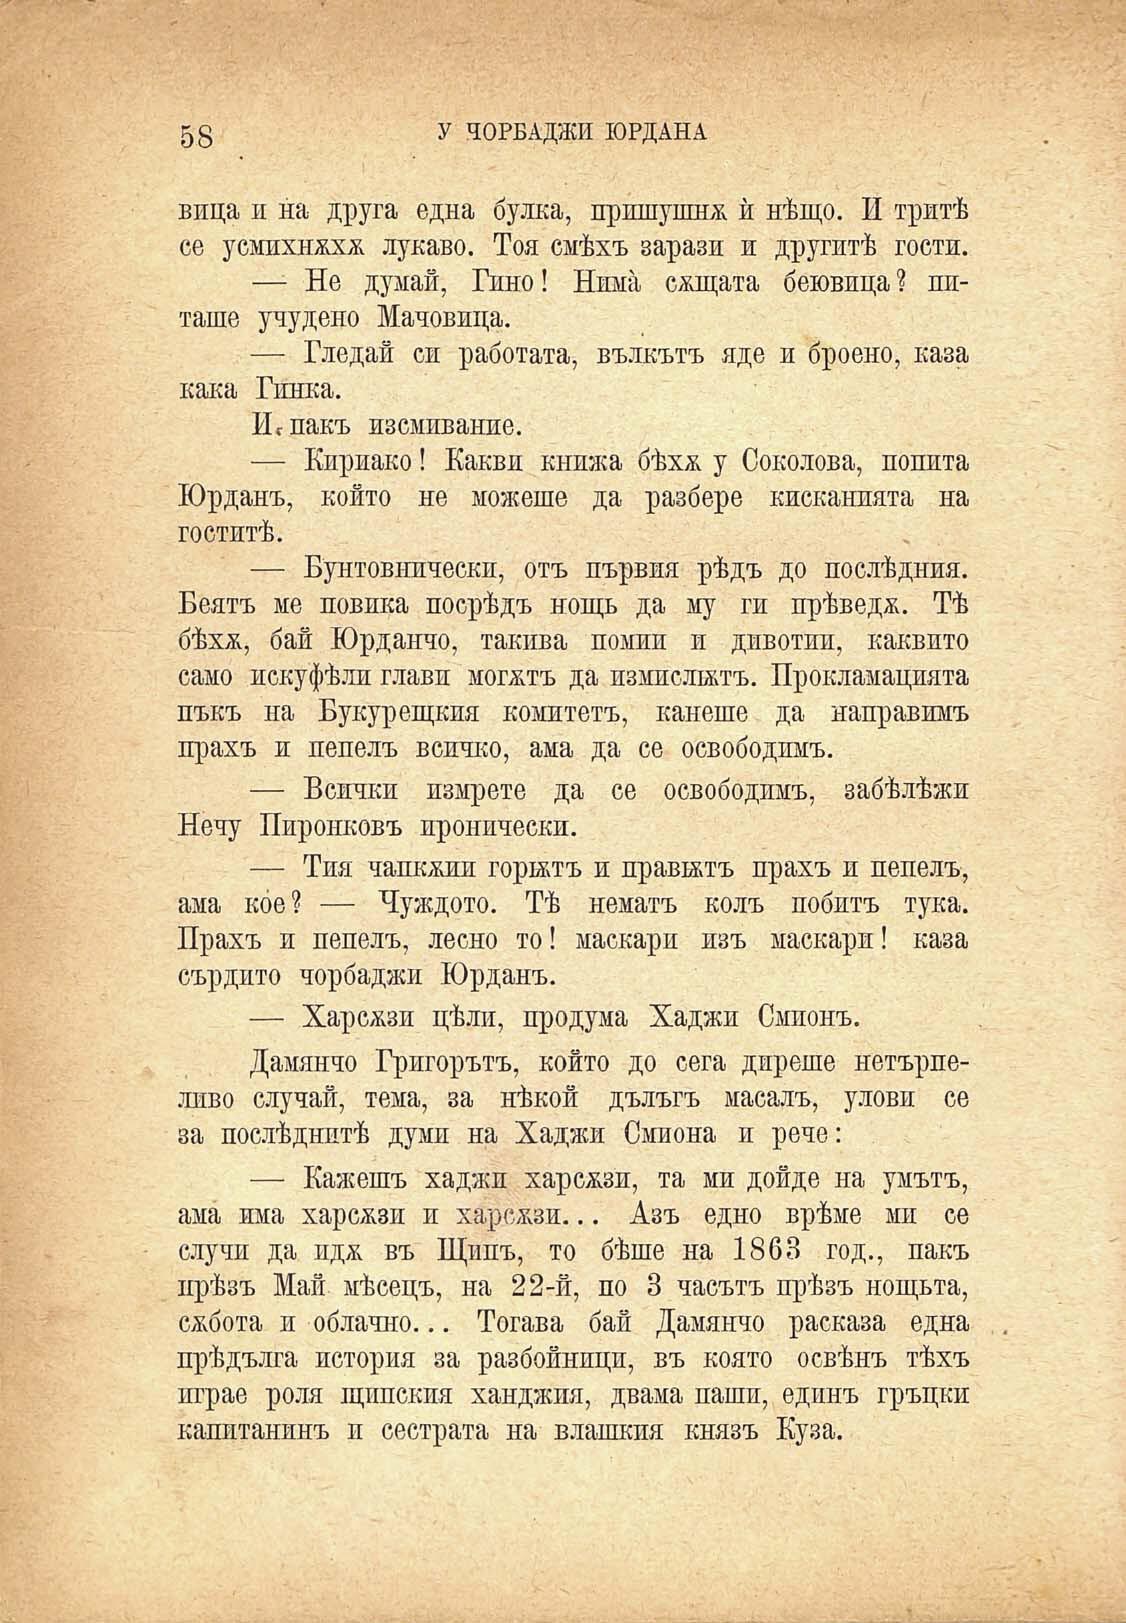 58
У ЧОРБАДЖИ ЮРДАНА
вица и на друга една булка, пришушнѫ ѝ нѣщо. И тритѣ
се усмихнѫхѫ лукаво. Тоя смѣхъ зарази и другитѣ гости.
— Не думай, Гино! Нимà сѫщата беювица? пи-
таше учудено Мачовица.
— Гледай си работата, вълкътъ яде и броено, каза
кака Гинка.
И пакъ изсмивание.
— Кириако! Какви книжа бѣхѫ у Соколова, попита
Юрданъ, който не можеше да разбере кисканията на
гоститѣ.
— Бунтовнически, отъ първия рѣдъ до послѣдния.
Беятъ ме повика посрѣдъ нощь да му ги прѣведѫ. Тѣ
бѣхѫ, бай Юрданчо, такива помии и дивотии, каквито
само искуфѣли глави могѫтъ да измислѭтъ. Прокламацията
пъкъ на Букурещкия комитетъ, канеше да направимъ
прахъ и пепелъ всичко, ама да се освободимъ.
— Всички измрете да се освободимъ, забѣлѣжи
Нечу Пиронковъ иронически.
— Тия чапкѫии горѭтъ и правѭтъ прахъ и пепелъ,
ама кое? — Чуждото. Тѣ нематъ колъ побитъ тука.
Прахъ и пепелъ, лесно то! маскари изъ маскари! каза
сърдито чорбаджи Юрданъ.
— Харсѫзи цѣли, продума Хаджи Смионъ.
Дамянчо Григорътъ, който до сега диреше нетърпе-
ливо случай, тема, за нѣкой дълъгъ масалъ, улови се
за послѣднитѣ думи на Хаджи Смиона и рече:
— Кажешъ хаджи харсѫзи, та ми дойде на умътъ,
ама има харсѫзи и харсѫзи... Азъ едно врѣме ми се
случи да идѫ въ Щипъ, то бѣше на 1863 год., пакъ
прѣзъ Май мѣсецъ, на 22-й, по 3 часътъ прѣзъ нощьта,
сѫбота и облачно... Тогава бай Дамянчо расказа една
прѣдълга история за разбойници, въ която освѣнъ тѣхъ
играе роля щипския ханджия, двама паши, единъ гръцки
капитанинъ и сестрата на влашкия князъ Куза.